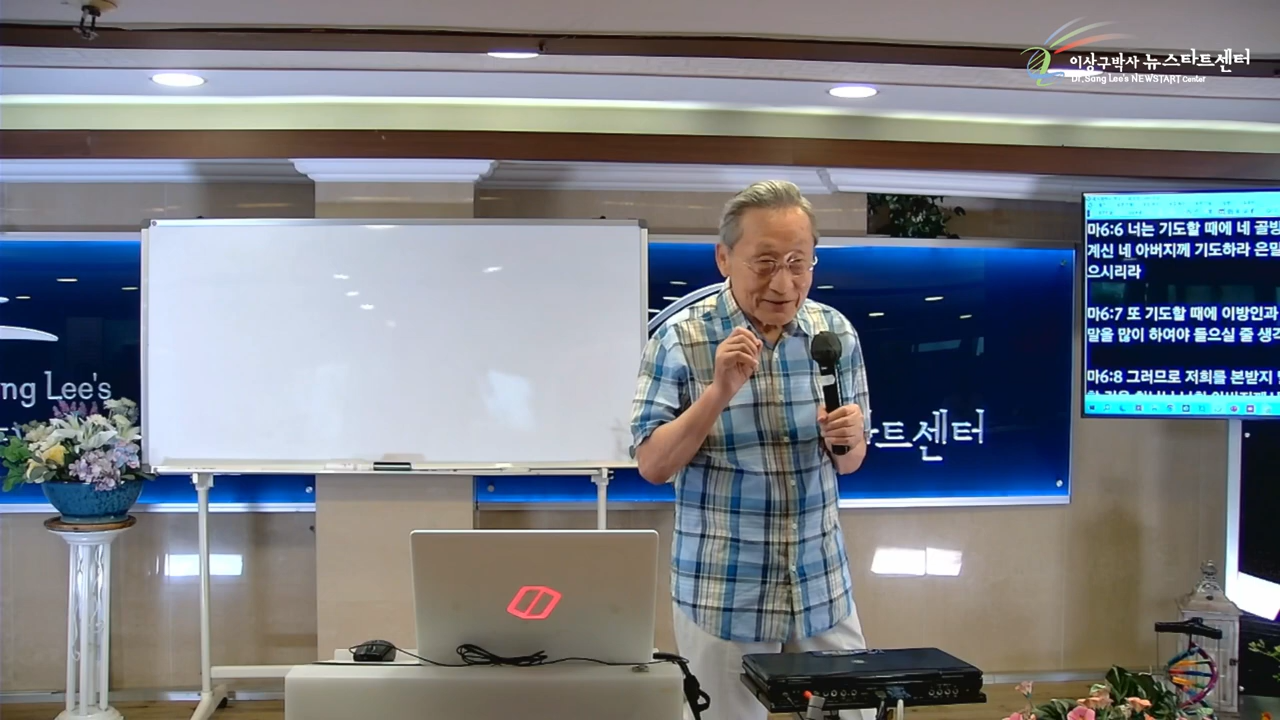 이상구박사 뉴스타트센터
Dr. Sang Lee's NEWSTART Center
마6:6 너는 기도할 때에 네 골방
계신 네 아버지께 기도하라 은밀
으시리라
마6:7 또 기도할 때에 이방인과
말을 많이 하여야 들으실 줄 생각
마6:8 그러므로 저희를 본받지
ng Lee's
타트센터